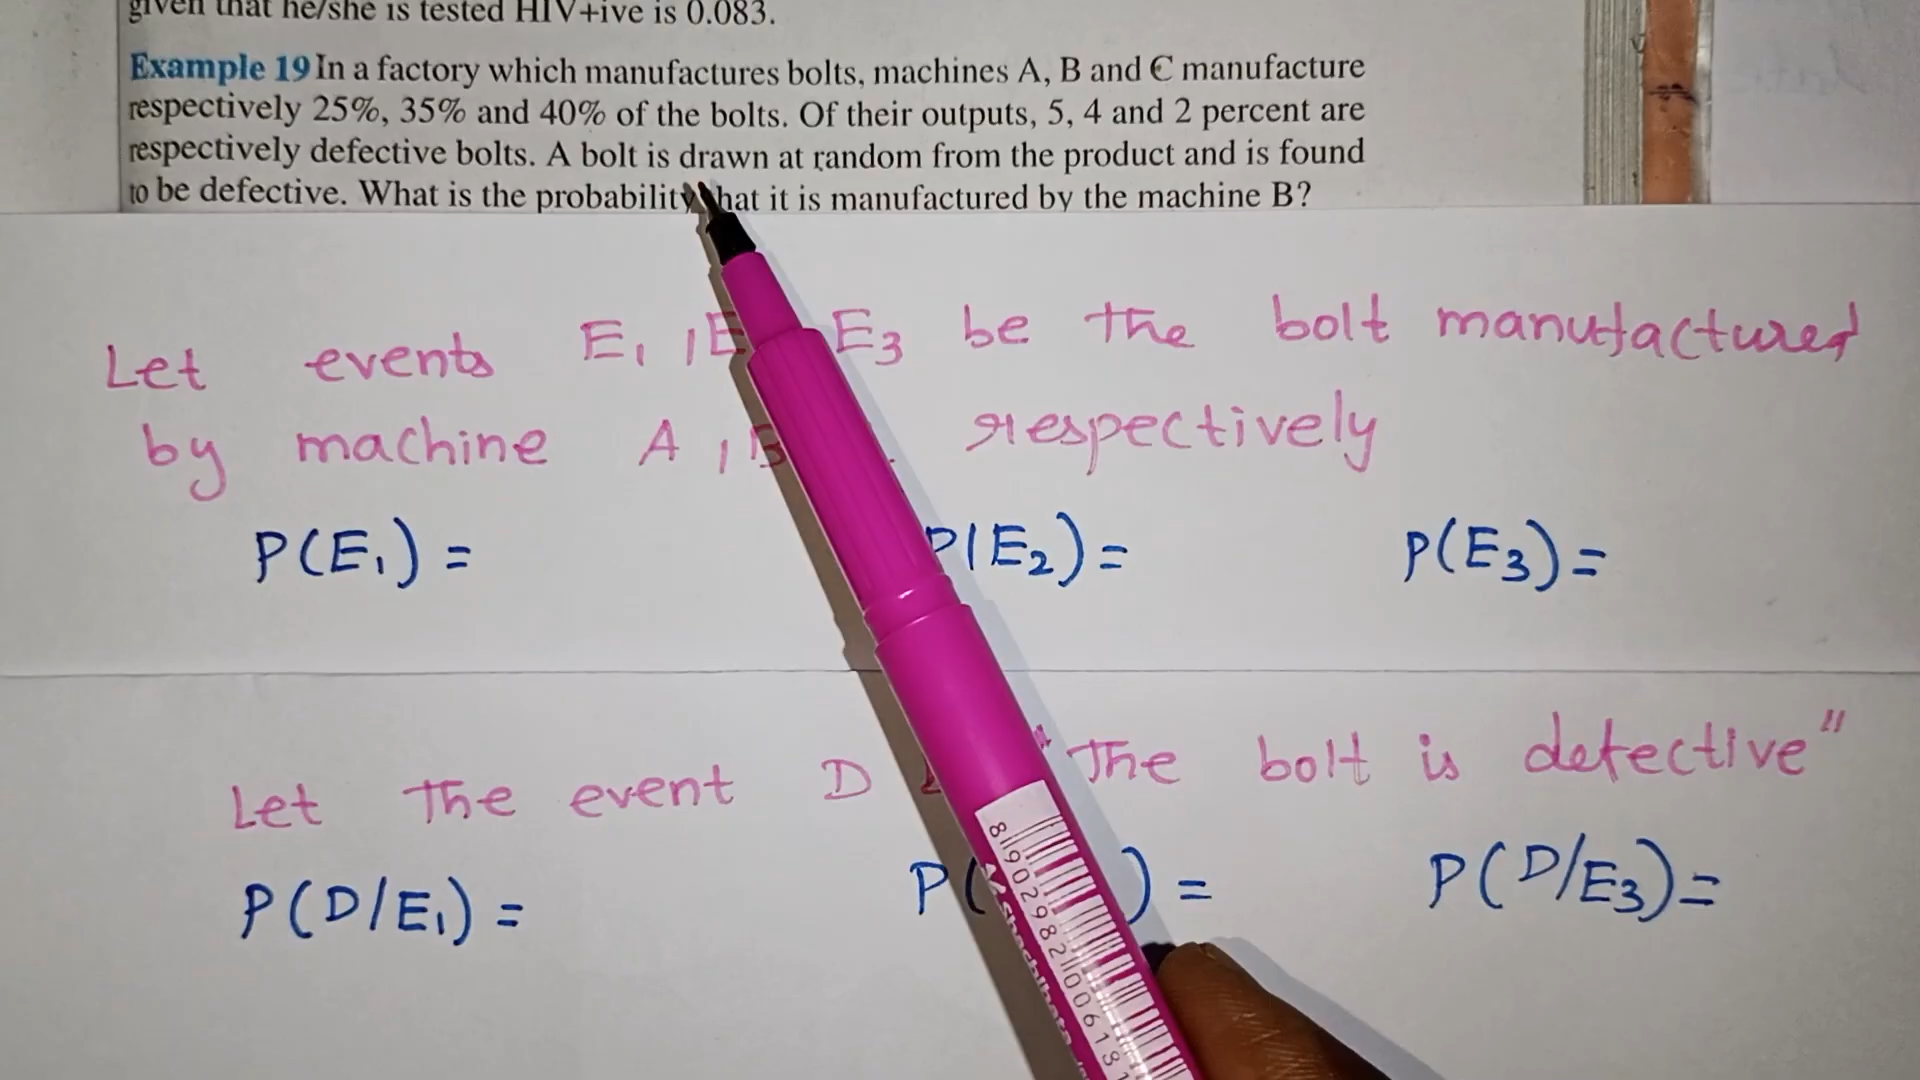 given that he/she is tested HIV+ive is 0.083.
Example 19 In a factory which manufactures bolts, machines A, B and C manufacture
respectively 25%, 35% and 40% of the bolts. Of their outputs, 5, 4 and 2 percent are
respectively defective bolts. A bolt is drawn at random from the product and is found
to be defective. What is the probability that it is manufactured by the machine B?
Let events E₁ , E E₃ be the bolt manufactured
by machine A , B respectively
P(E₁) = P(E₂) = P(E₃) =
Let the event D "The bolt is defective"
P(D/E₁) = P( ) = P(D/E₃) =
8902982006131